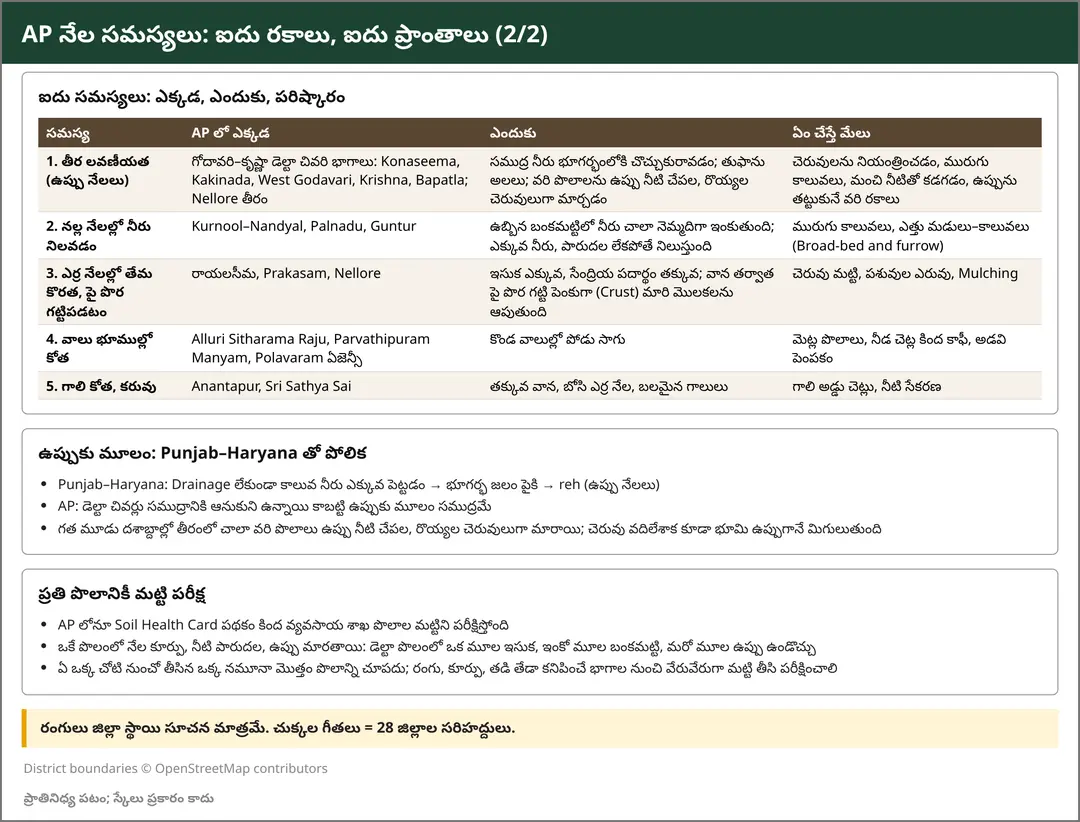 AP నేల సమస్యలు: ఐదు రకాలు, ఐదు ప్రాంతాలు (2/2)
ఐదు సమస్యలు: ఎక్కడ, ఎందుకు, పరిష్కారం
సమస్య AP లో ఎక్కడ ఎందుకు ఏం చేస్తే మేలు
1. తీర లవణీయత (ఉప్పు నేలలు) గోదావరి–కృష్ణా డెల్టా చివరి భాగాలు: Konaseema, Kakinada, West Godavari, Krishna, Bapatla; Nellore తీరం సముద్ర నీరు భూగర్భంలోకి చొచ్చుకురావడం; తుఫాను అలలు; వరి పొలాలను ఉప్పు నీటి చేపల, రొయ్యల చెరువులుగా మార్చడం చెరువులను నియంత్రించడం, మురుగు కాలువలు, మంచి నీటితో కడగడం, ఉప్పును తట్టుకునే వరి రకాలు
2. నల్ల నేలల్లో నీరు నిలవడం Kurnool–Nandyal, Palnadu, Guntur ఉబ్బిన బంకమట్టిలో నీరు చాలా నెమ్మదిగా ఇంకుతుంది; ఎక్కువ నీరు, పారుదల లేకపోతే నిలుస్తుంది మురుగు కాలువలు, ఎత్తు మడులు–కాలువలు (Broad-bed and furrow)
3. ఎర్ర నేలల్లో తేమ కొరత, పై పొర గట్టిపడటం రాయలసీమ, Prakasam, Nellore ఇసుక ఎక్కువ, సేంద్రియ పదార్థం తక్కువ; వాన తర్వాత పై పొర గట్టి పెంకుగా (Crust) మారి మొలకలను ఆపుతుంది చెరువు మట్టి, పశువుల ఎరువు, Mulching
4. వాలు భూముల్లో కోత Alluri Sitharama Raju, Parvathipuram Manyam, Polavaram ఏజెన్సీ కొండ వాలుల్లో పోడు సాగు మెట్ల పొలాలు, నీడ చెట్ల కింద కాఫీ, అడవి పెంపకం
5. గాలి కోత, కరువు Anantapur, Sri Sathya Sai తక్కువ వాన, బోసి ఎర్ర నేల, బలమైన గాలులు గాలి అడ్డు చెట్లు, నీటి సేకరణ
ఉప్పుకు మూలం: Punjab–Haryana తో పోలిక
• Punjab–Haryana: Drainage లేకుండా కాలువ నీరు ఎక్కువ పెట్టడం → భూగర్భ జలం పైకి → reh (ఉప్పు నేలలు)
• AP: డెల్టా చివర్లు సముద్రానికి ఆనుకుని ఉన్నాయి కాబట్టి ఉప్పుకు మూలం సముద్రమే
• గత మూడు దశాబ్దాల్లో తీరంలో చాలా వరి పొలాలు ఉప్పు నీటి చేపల, రొయ్యల చెరువులుగా మారాయి; చెరువు వదిలేశాక కూడా భూమి ఉప్పుగానే మిగులుతుంది
ప్రతి పొలానికీ మట్టి పరీక్ష
• AP లోనూ Soil Health Card పథకం కింద వ్యవసాయ శాఖ పొలాల మట్టిని పరీక్షిస్తోంది
• ఒకే పొలంలో నేల కూర్పు, నీటి పారుదల, ఉప్పు మారతాయి: డెల్టా పొలంలో ఒక మూల ఇసుక, ఇంకో మూల బంకమట్టి, మరో మూల ఉప్పు ఉండొచ్చు
• ఏ ఒక్క చోటి నుంచో తీసిన ఒక్క నమూనా మొత్తం పొలాన్ని చూపదు; రంగు, కూర్పు, తడి తేడా కనిపించే భాగాల నుంచి వేరువేరుగా మట్టి తీసి పరీక్షించాలి
రంగులు జిల్లా స్థాయి సూచన మాత్రమే. చుక్కల గీతలు = 28 జిల్లాల సరిహద్దులు.
District boundaries © OpenStreetMap contributors
ప్రాతినిధ్య పటం; స్కేలు ప్రకారం కాదు